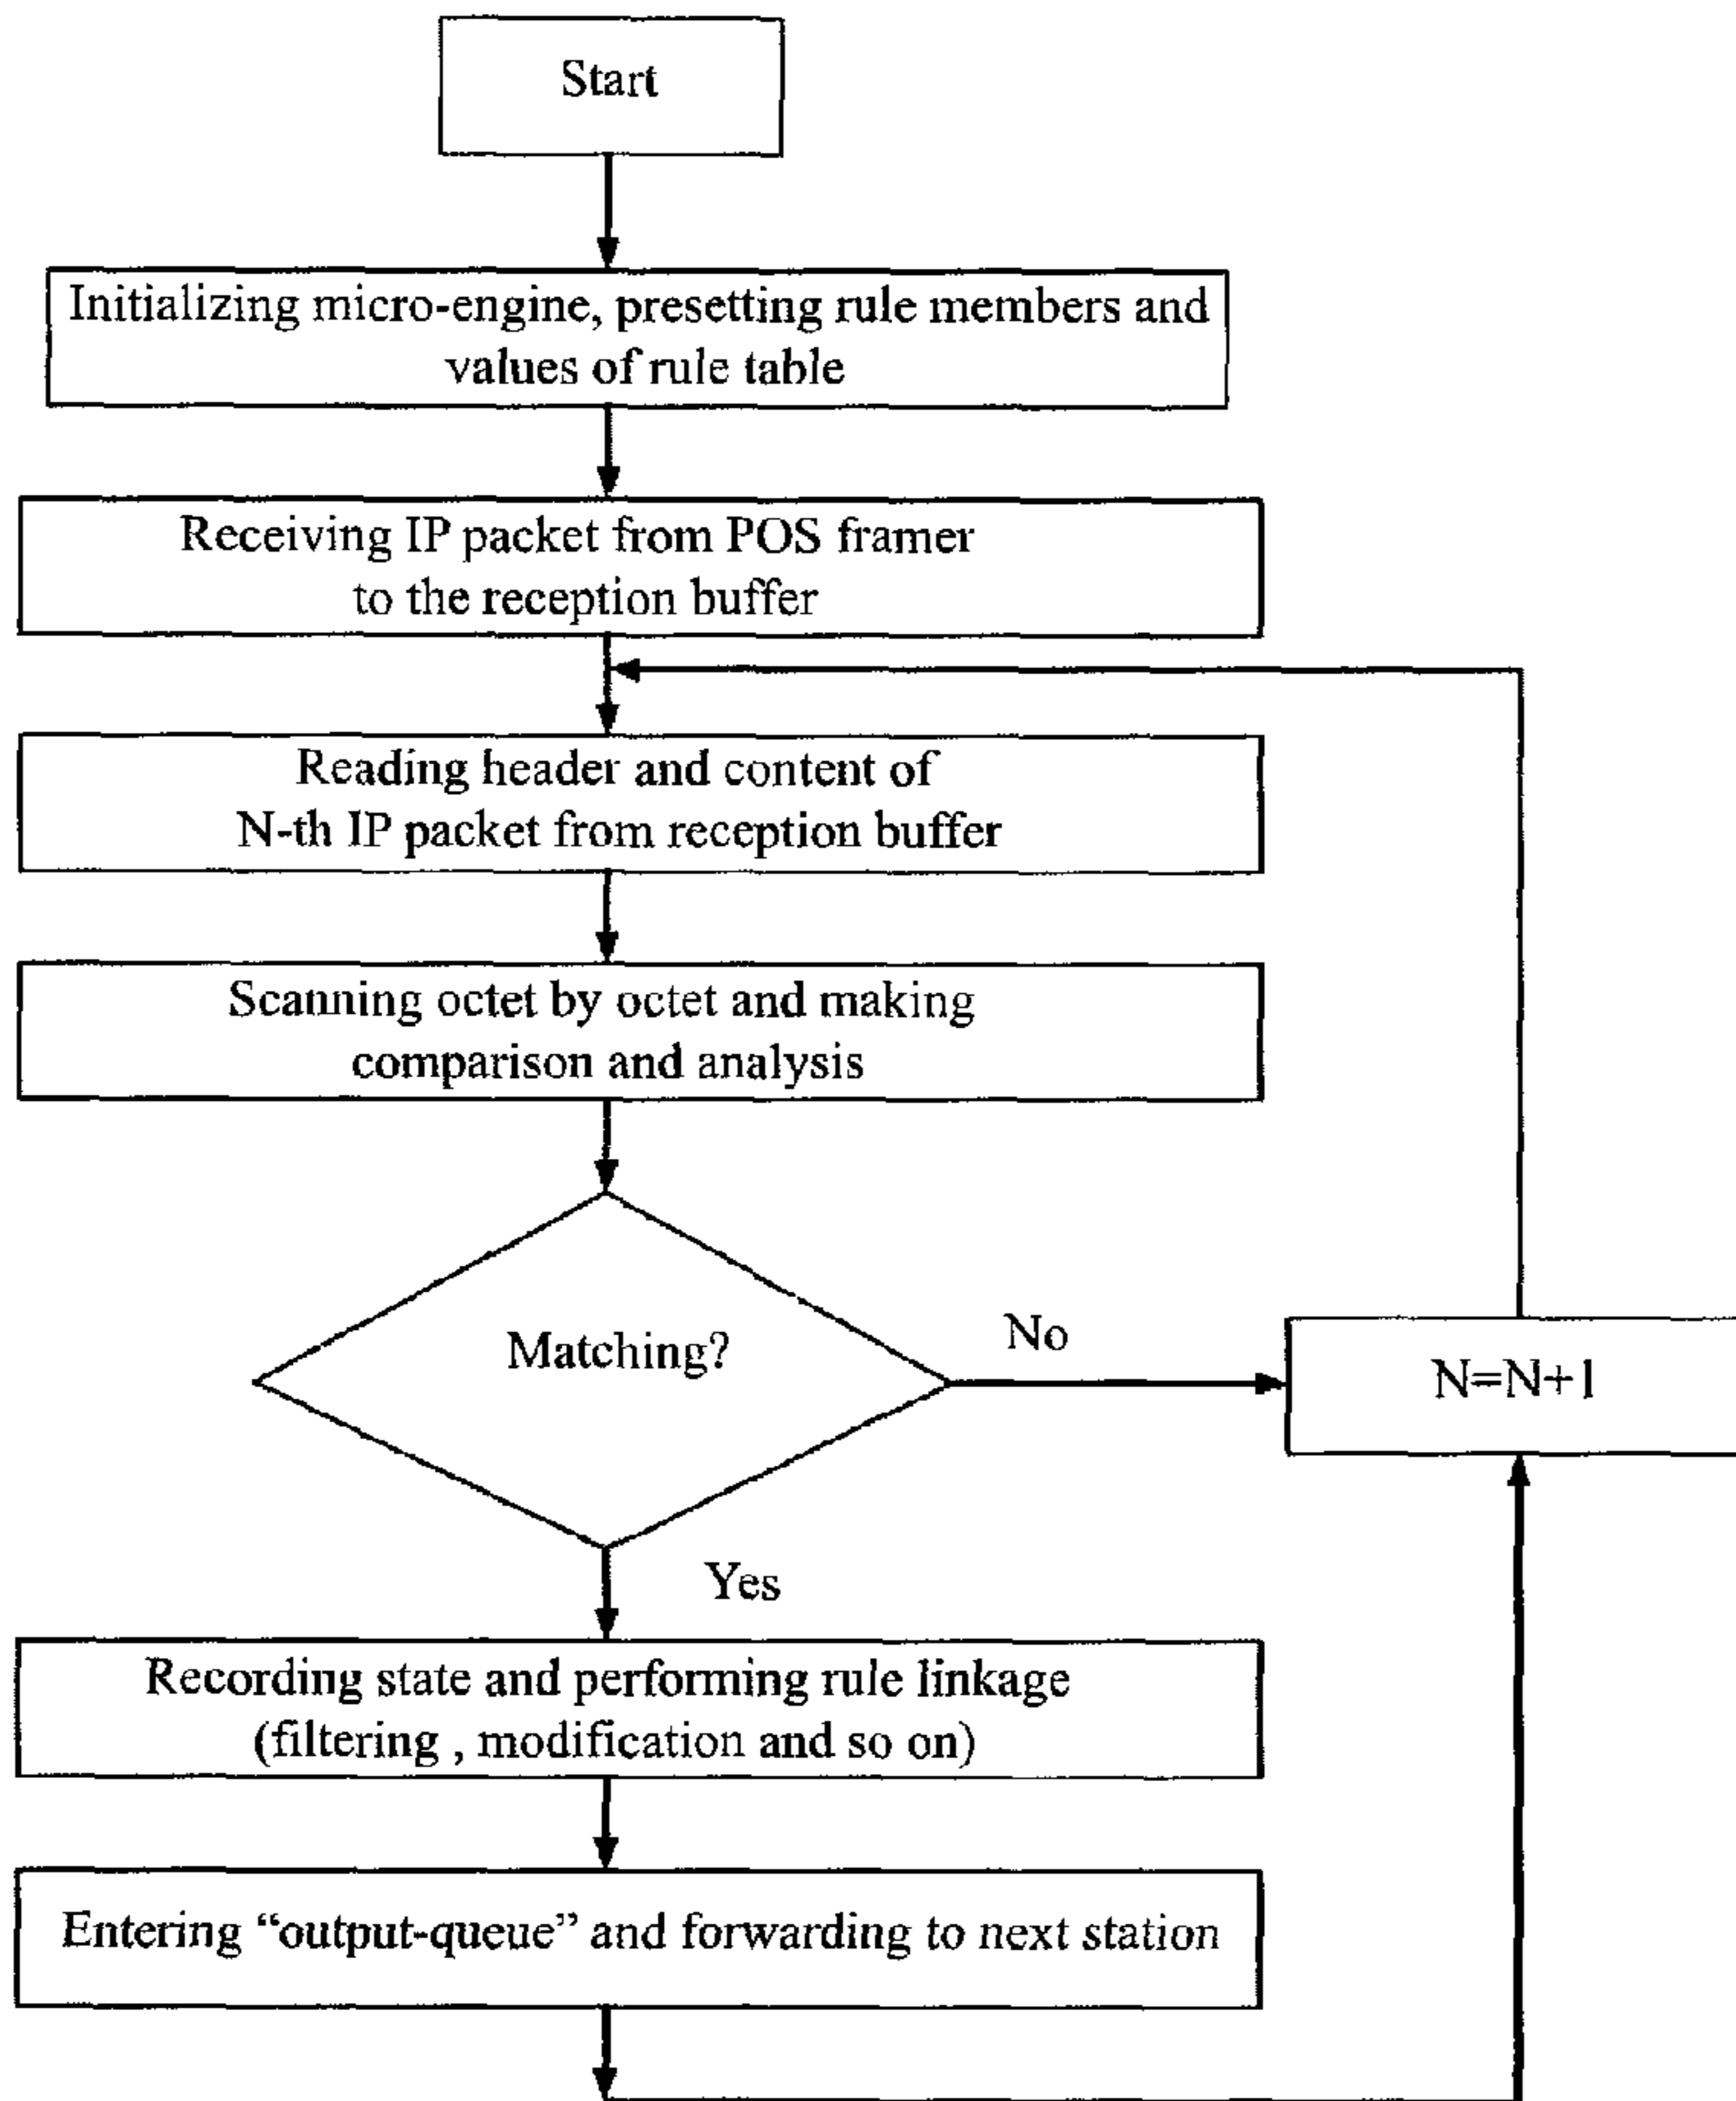 Start
Initializing micro-engine, presetting rule members and
values of rule table
Receiving IP packet from POS framer
to the reception buffer
Reading header and content of
N-th IP packet from reception buffer
Scanning octet by octet and making
comparison and analysis
Matching?
No
N=N+1
Yes
Recording state and performing rule linkage
(filtering , modification and so on)
Entering “output-queue” and forwarding to next station